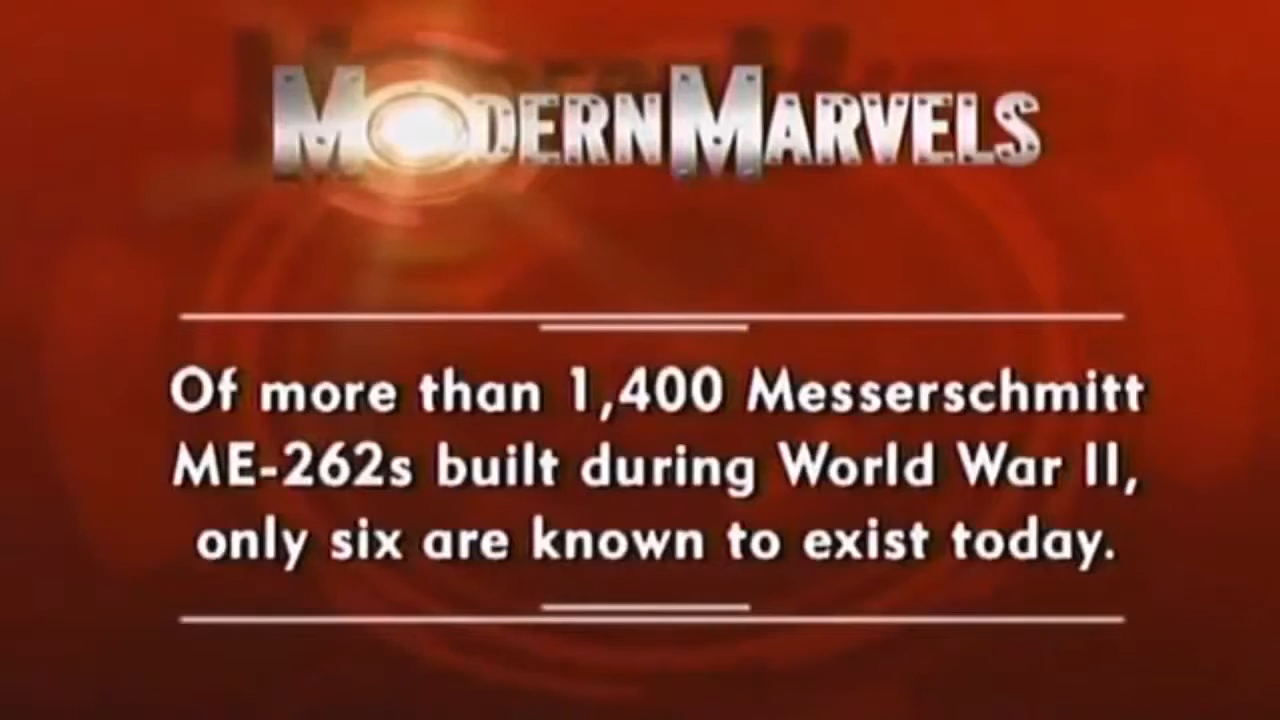 MODERN MARVELS
Of more than 1,400 Messerschmitt
ME-262s built during World War II,
only six are known to exist today.